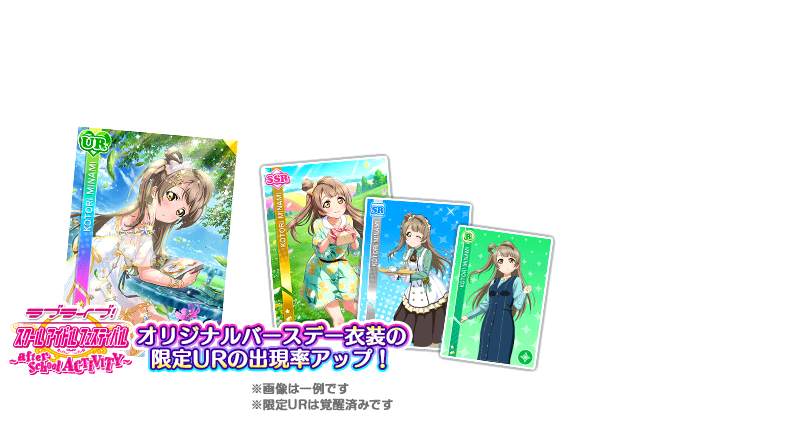 UR
KOTORI MINAMI
SSR
KOTORI MINAMI
SR
KOTORI MINAMI
R
KOTORI MINAMI
ラブライブ!
スクールアイドルフェスティバル
~after school ACTIVITY~
オリジナルバースデー衣装の
限定URの出現率アップ！
※画像は一例です
※限定URは覚醒済みです